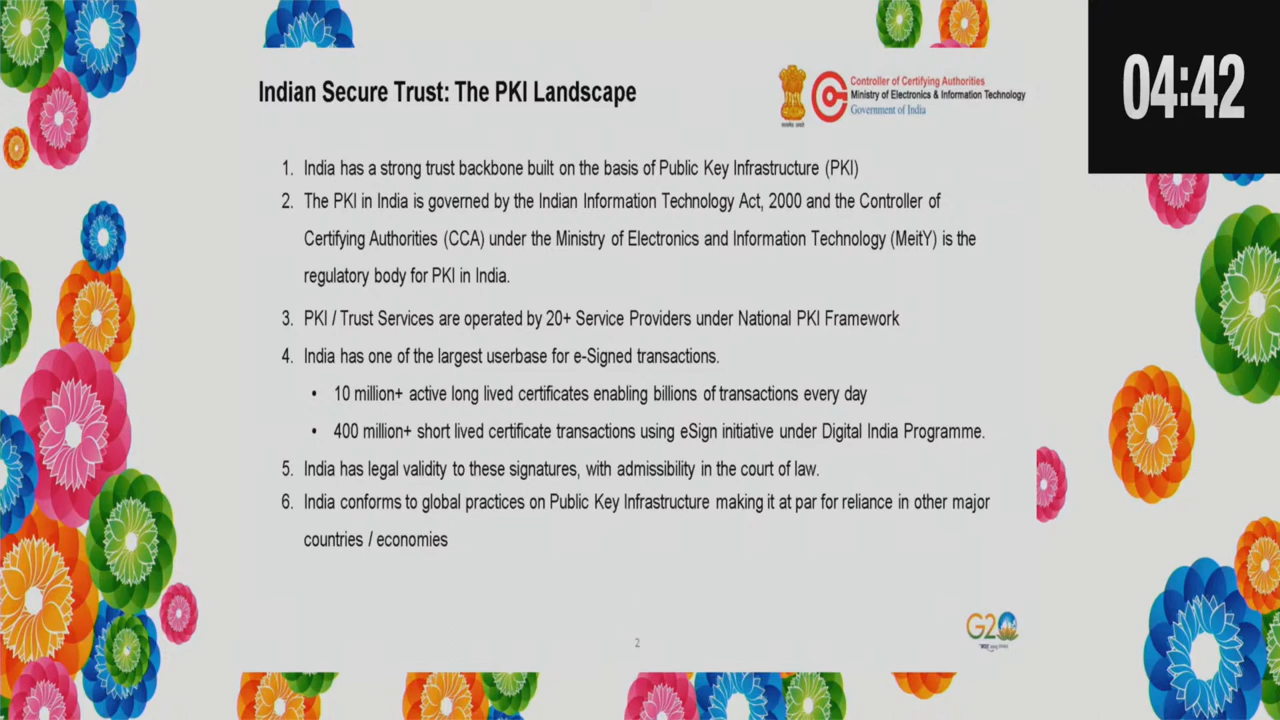 Indian Secure Trust: The PKI Landscape
Controller of Certifying Authorities
Ministry of Electronics & Information Technology
Government of India
04:42
1. India has a strong trust backbone built on the basis of Public Key Infrastructure (PKI)
2. The PKI in India is governed by the Indian Information Technology Act, 2000 and the Controller of
Certifying Authorities (CCA) under the Ministry of Electronics and Information Technology (MeitY) is the
regulatory body for PKI in India.
3. PKI / Trust Services are operated by 20+ Service Providers under National PKI Framework
4. India has one of the largest userbase for e-Signed transactions.
• 10 million+ active long lived certificates enabling billions of transactions every day
• 400 million+ short lived certificate transactions using eSign initiative under Digital India Programme.
5. India has legal validity to these signatures, with admissibility in the court of law.
6. India conforms to global practices on Public Key Infrastructure making it at par for reliance in other major
countries / economies
G20
2